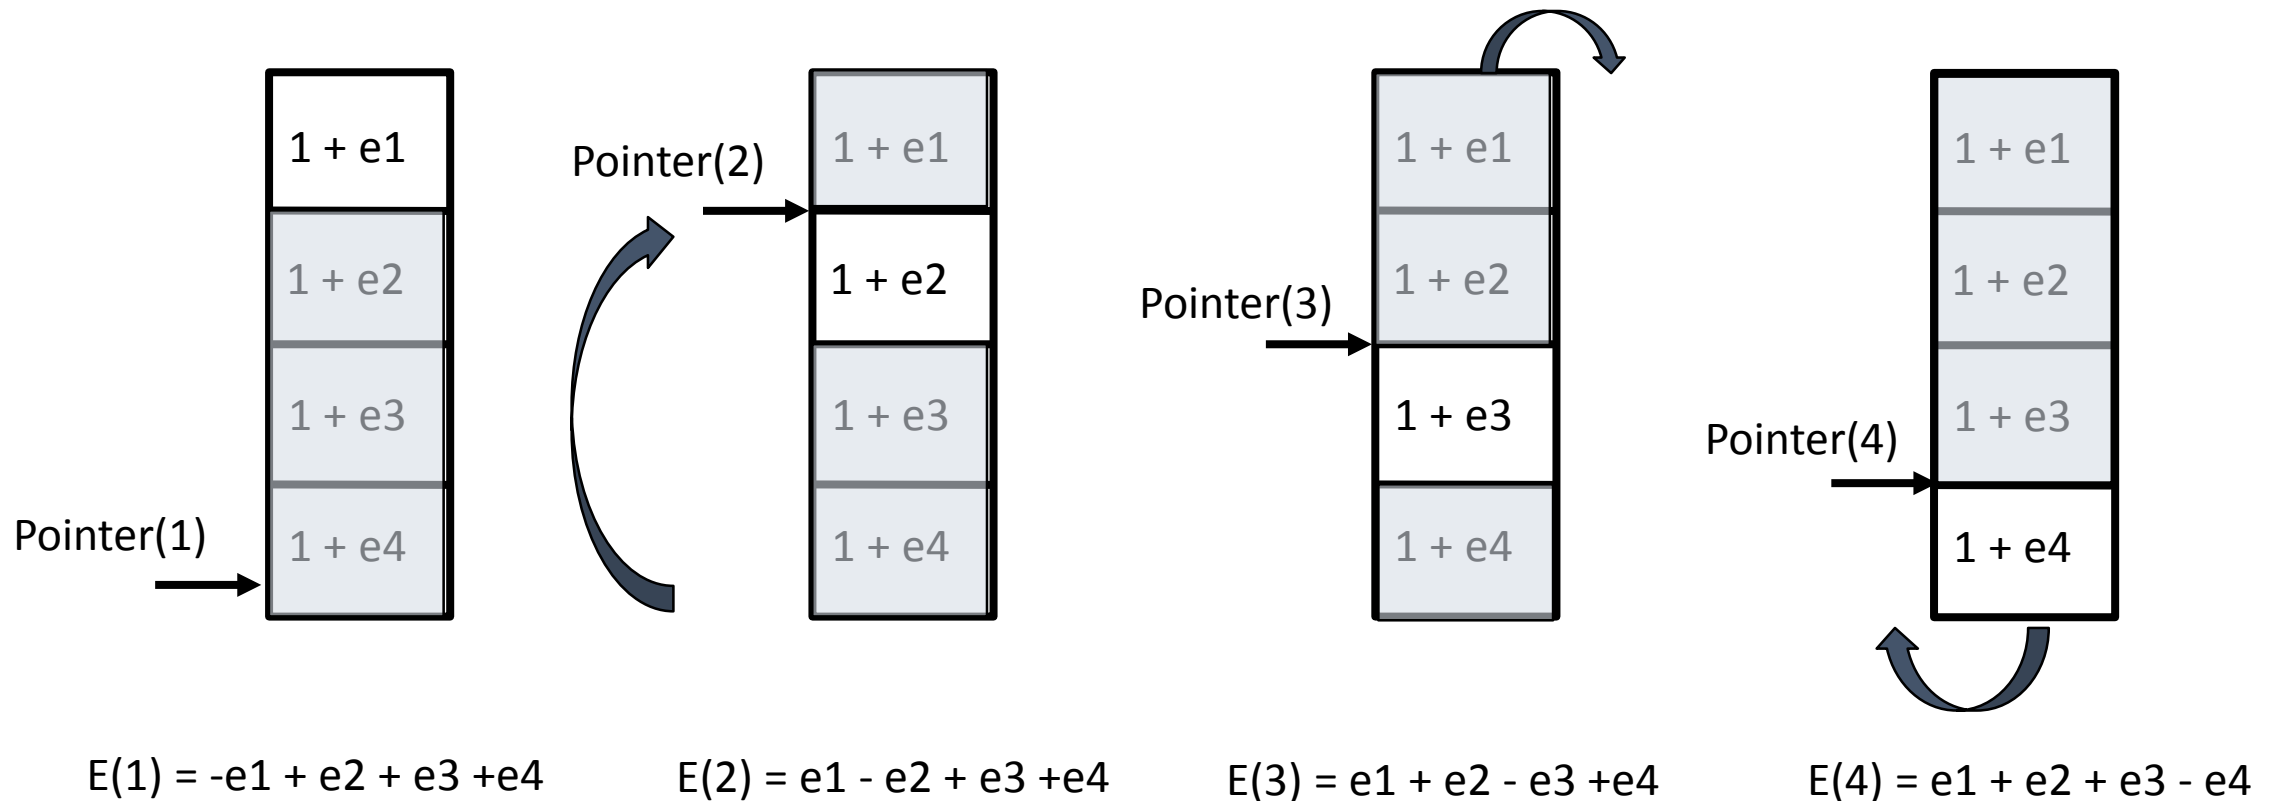 1 + e1
1 + e2
1 + e3
1 + e4
Pointer(1)
E(1) = -e1 + e2 + e3 +e4
Pointer(2)
1 + e1
1 + e2
1 + e3
1 + e4
E(2) = e1 - e2 + e3 +e4
Pointer(3)
1 + e1
1 + e2
1 + e3
1 + e4
E(3) = e1 + e2 - e3 +e4
Pointer(4)
1 + e1
1 + e2
1 + e3
1 + e4
E(4) = e1 + e2 + e3 - e4